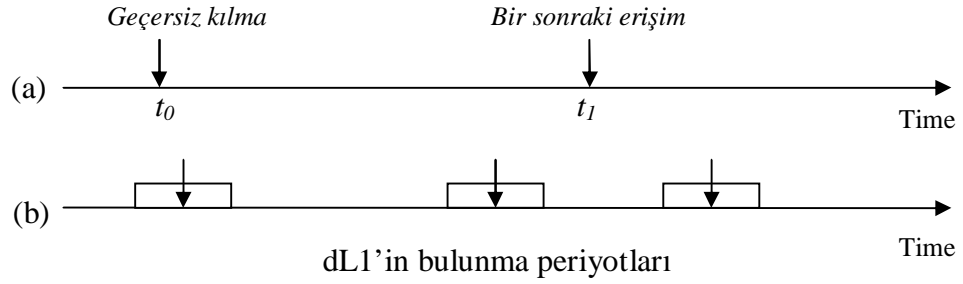 Geçersiz kılma Bir sonraki erişim
(a)
t0 t1
Time
(b)
Time
dL1’in bulunma periyotları